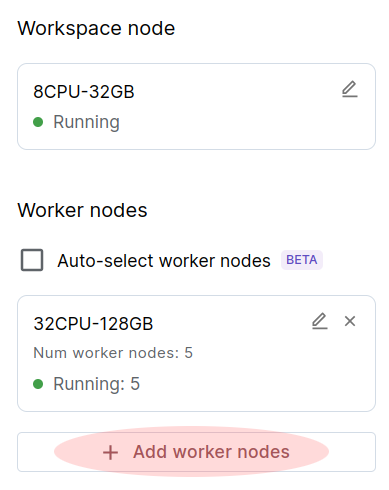 Workspace node
8CPU-32GB
Running
Worker nodes
Auto-select worker nodes BETA
32CPU-128GB
Num worker nodes: 5
Running: 5
+ Add worker nodes